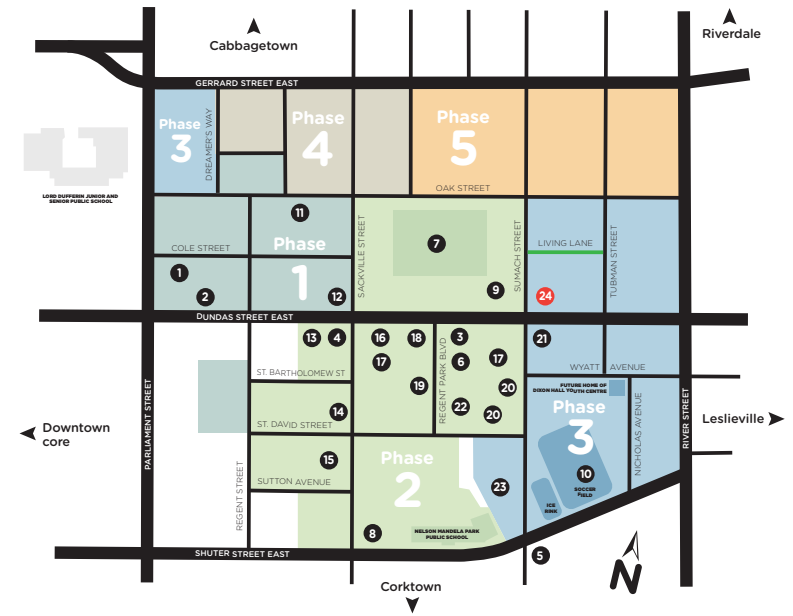 Cabbagetown
Riverdale
GERRARD STREET EAST
Phase
3
DREAMER'S WAY
Phase
4
Phase
5
OAK STREET
LORD DUFFERIN JUNIOR AND
SENIOR PUBLIC SCHOOL
11
COLE STREET
Phase
1
1
2
12
SACKVILLE STREET
7
9
SUMACH STREET
LIVING LANE
24
TUBMAN STREET
DUNDAS STREET EAST
13
4
16
18
17
19
REGENT PARK BLVD
3
6
17
20
22
20
21
WYATT AVENUE
ST. BARTHOLOMEW ST
14
ST. DAVID STREET
15
SUTTON AVENUE
REGENT STREET
PARLIAMENT STREET
Downtown
core
FUTURE HOME OF
DIXON HALL YOUTH CENTRE
Phase
3
10
SOCCER
FIELD
ICE
RINK
NICHOLAS AVENUE
RIVER STREET
Leslieville
Phase
2
23
8
NELSON MANDELA PARK
PUBLIC SCHOOL
SHUTER STREET EAST
5
N
Corktown